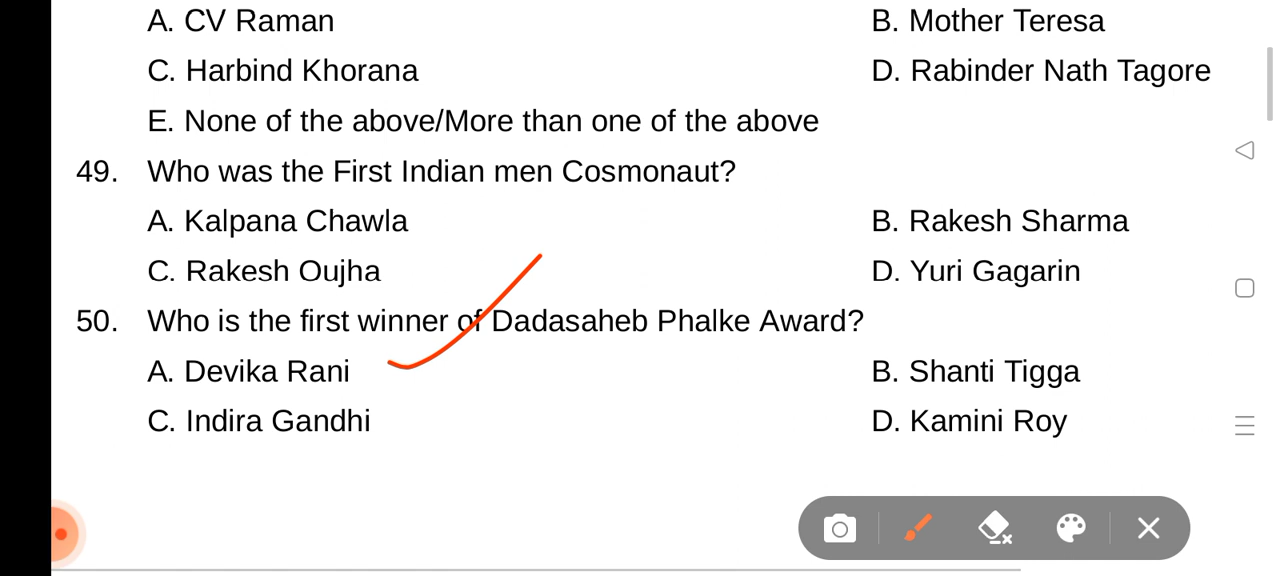 A. CV Raman B. Mother Teresa
C. Harbind Khorana D. Rabinder Nath Tagore
E. None of the above/More than one of the above
49. Who was the First Indian men Cosmonaut?
A. Kalpana Chawla B. Rakesh Sharma
C. Rakesh Oujha D. Yuri Gagarin
50. Who is the first winner of Dadasaheb Phalke Award?
A. Devika Rani B. Shanti Tigga
C. Indira Gandhi D. Kamini Roy